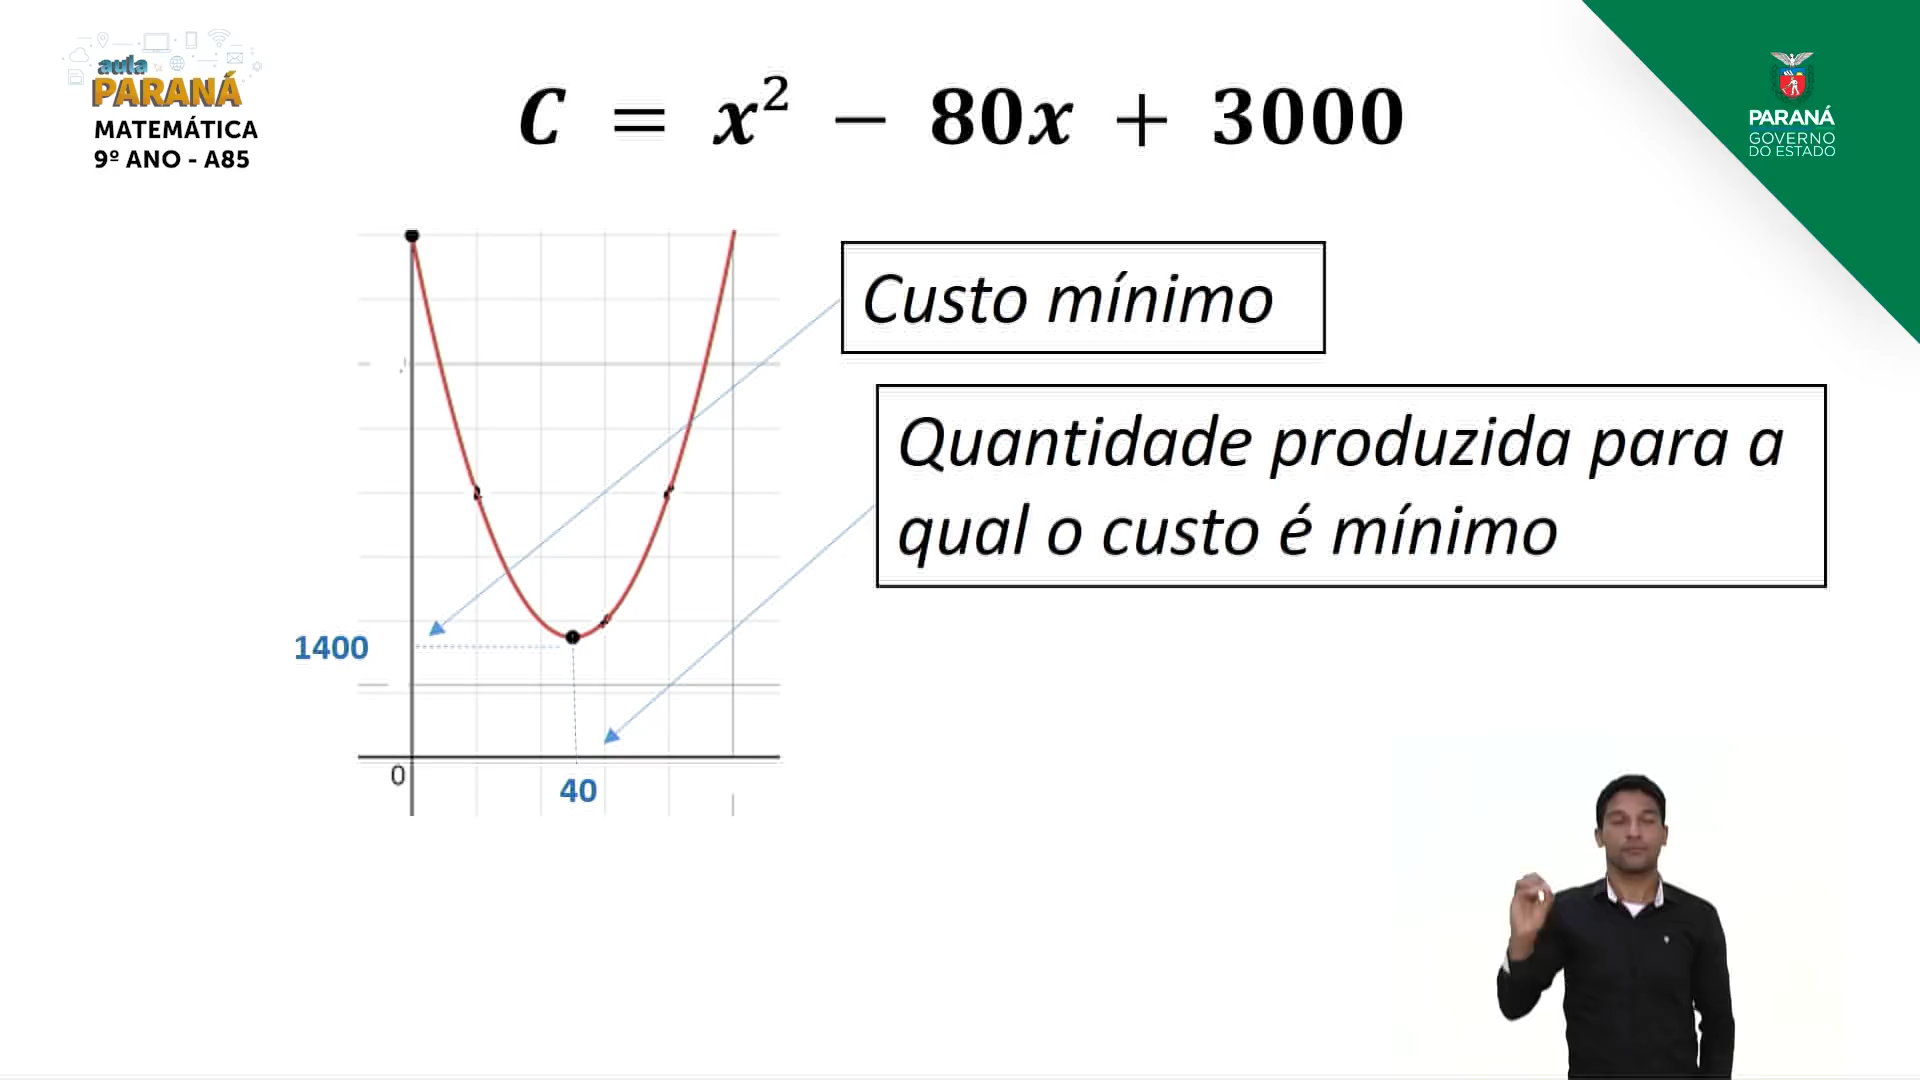 aula
PARANÁ
MATEMÁTICA
9º ANO - A85
C = x² − 80x + 3000
PARANÁ
GOVERNO
DO ESTADO
Custo mínimo
Quantidade produzida para a
qual o custo é mínimo
1400
0
40